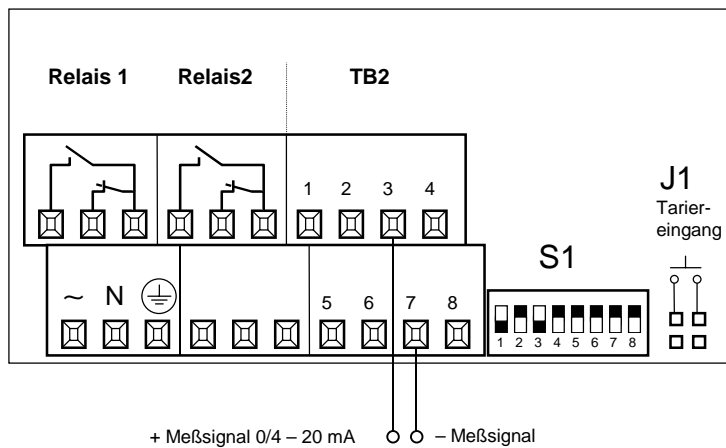 Relais 1 Relais2 TB2
1 2 3 4
J1
Tarier-
eingang
S1
~ N
5 6 7 8
1 2 3 4 5 6 7 8
+ Meßsignal 0/4 – 20 mA – Meßsignal